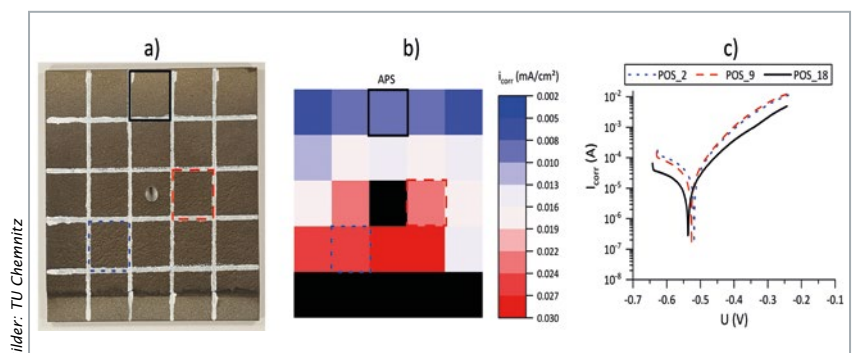 a)
b)
c)
APS
i_corr (mA/cm²)
0.002
0.005
0.008
0.010
0.013
0.016
0.019
0.022
0.024
0.027
0.030
POS_2 POS_9 POS_18
I_corr (A)
10⁻²
10⁻³
10⁻⁴
10⁻⁵
10⁻⁶
10⁻⁷
10⁻⁸
-0.7 -0.6 -0.5 -0.4 -0.3 -0.2 -0.1
U (V)
ilder: TU Chemnitz